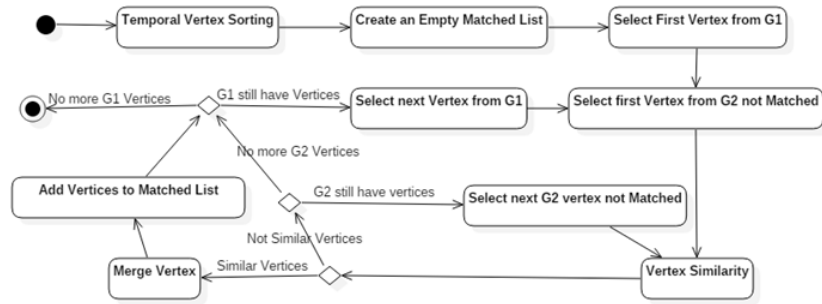 Temporal Vertex Sorting
Create an Empty Matched List
Select First Vertex from G1
No more G1 Vertices
G1 still have Vertices
Select next Vertex from G1
Select first Vertex from G2 not Matched
No more G2 Vertices
Add Vertices to Matched List
G2 still have vertices
Select next G2 vertex not Matched
Not Similar Vertices
Merge Vertex
Similar Vertices
Vertex Similarity